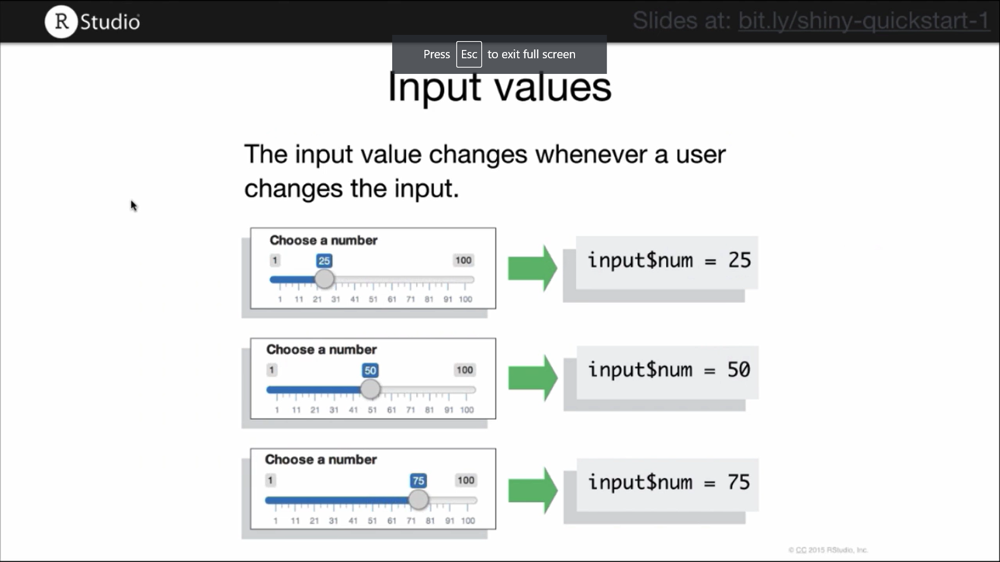 R Studio
Slides at: bit.ly/shiny-quickstart-1
Press Esc to exit full screen
Input values
The input value changes whenever a user
changes the input.
Choose a number
1 25 100
1 11 21 31 41 51 61 71 81 91 100
input$num = 25
Choose a number
1 50 100
1 11 21 31 41 51 61 71 81 91 100
input$num = 50
Choose a number
1 75 100
1 11 21 31 41 51 61 71 81 91 100
input$num = 75
© CC 2015 RStudio, Inc.